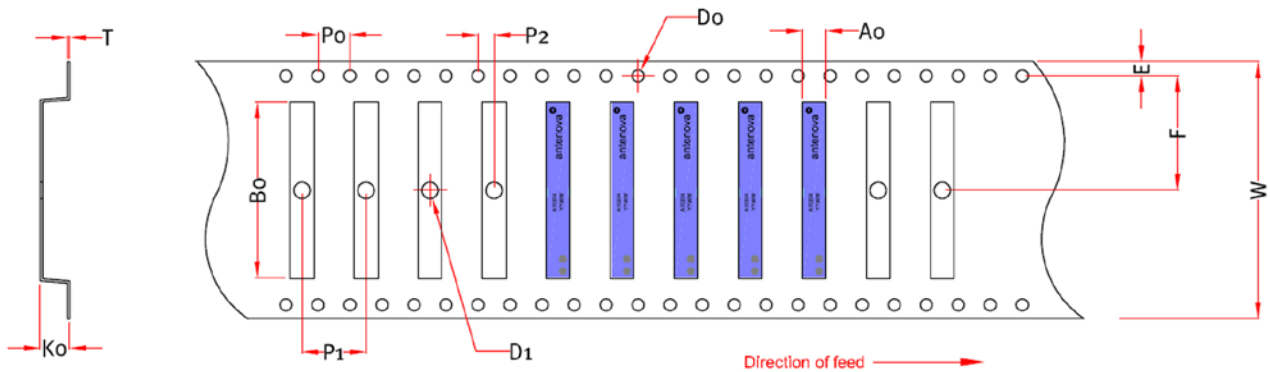 T
Po
P2
Do
Ao
E
F
W
Bo
antenova
antenova
antenova
antenova
antenova
Ko
P1
D1
Direction of feed